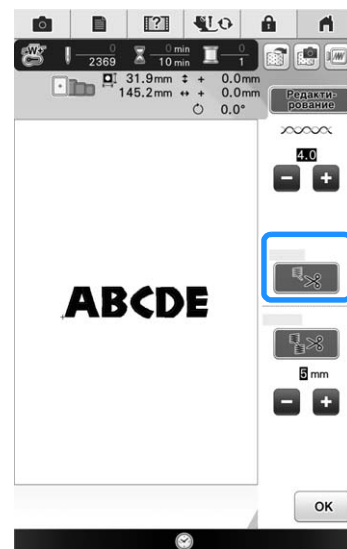 [?]
W+
0
2369
0 min
10 min
0
1
31.9mm ↕ + 0.0mm
145.2mm ↔ + 0.0mm
0.0°
Редакти-
рование
4.0
− +
ABCDE
5 mm
− +
OK